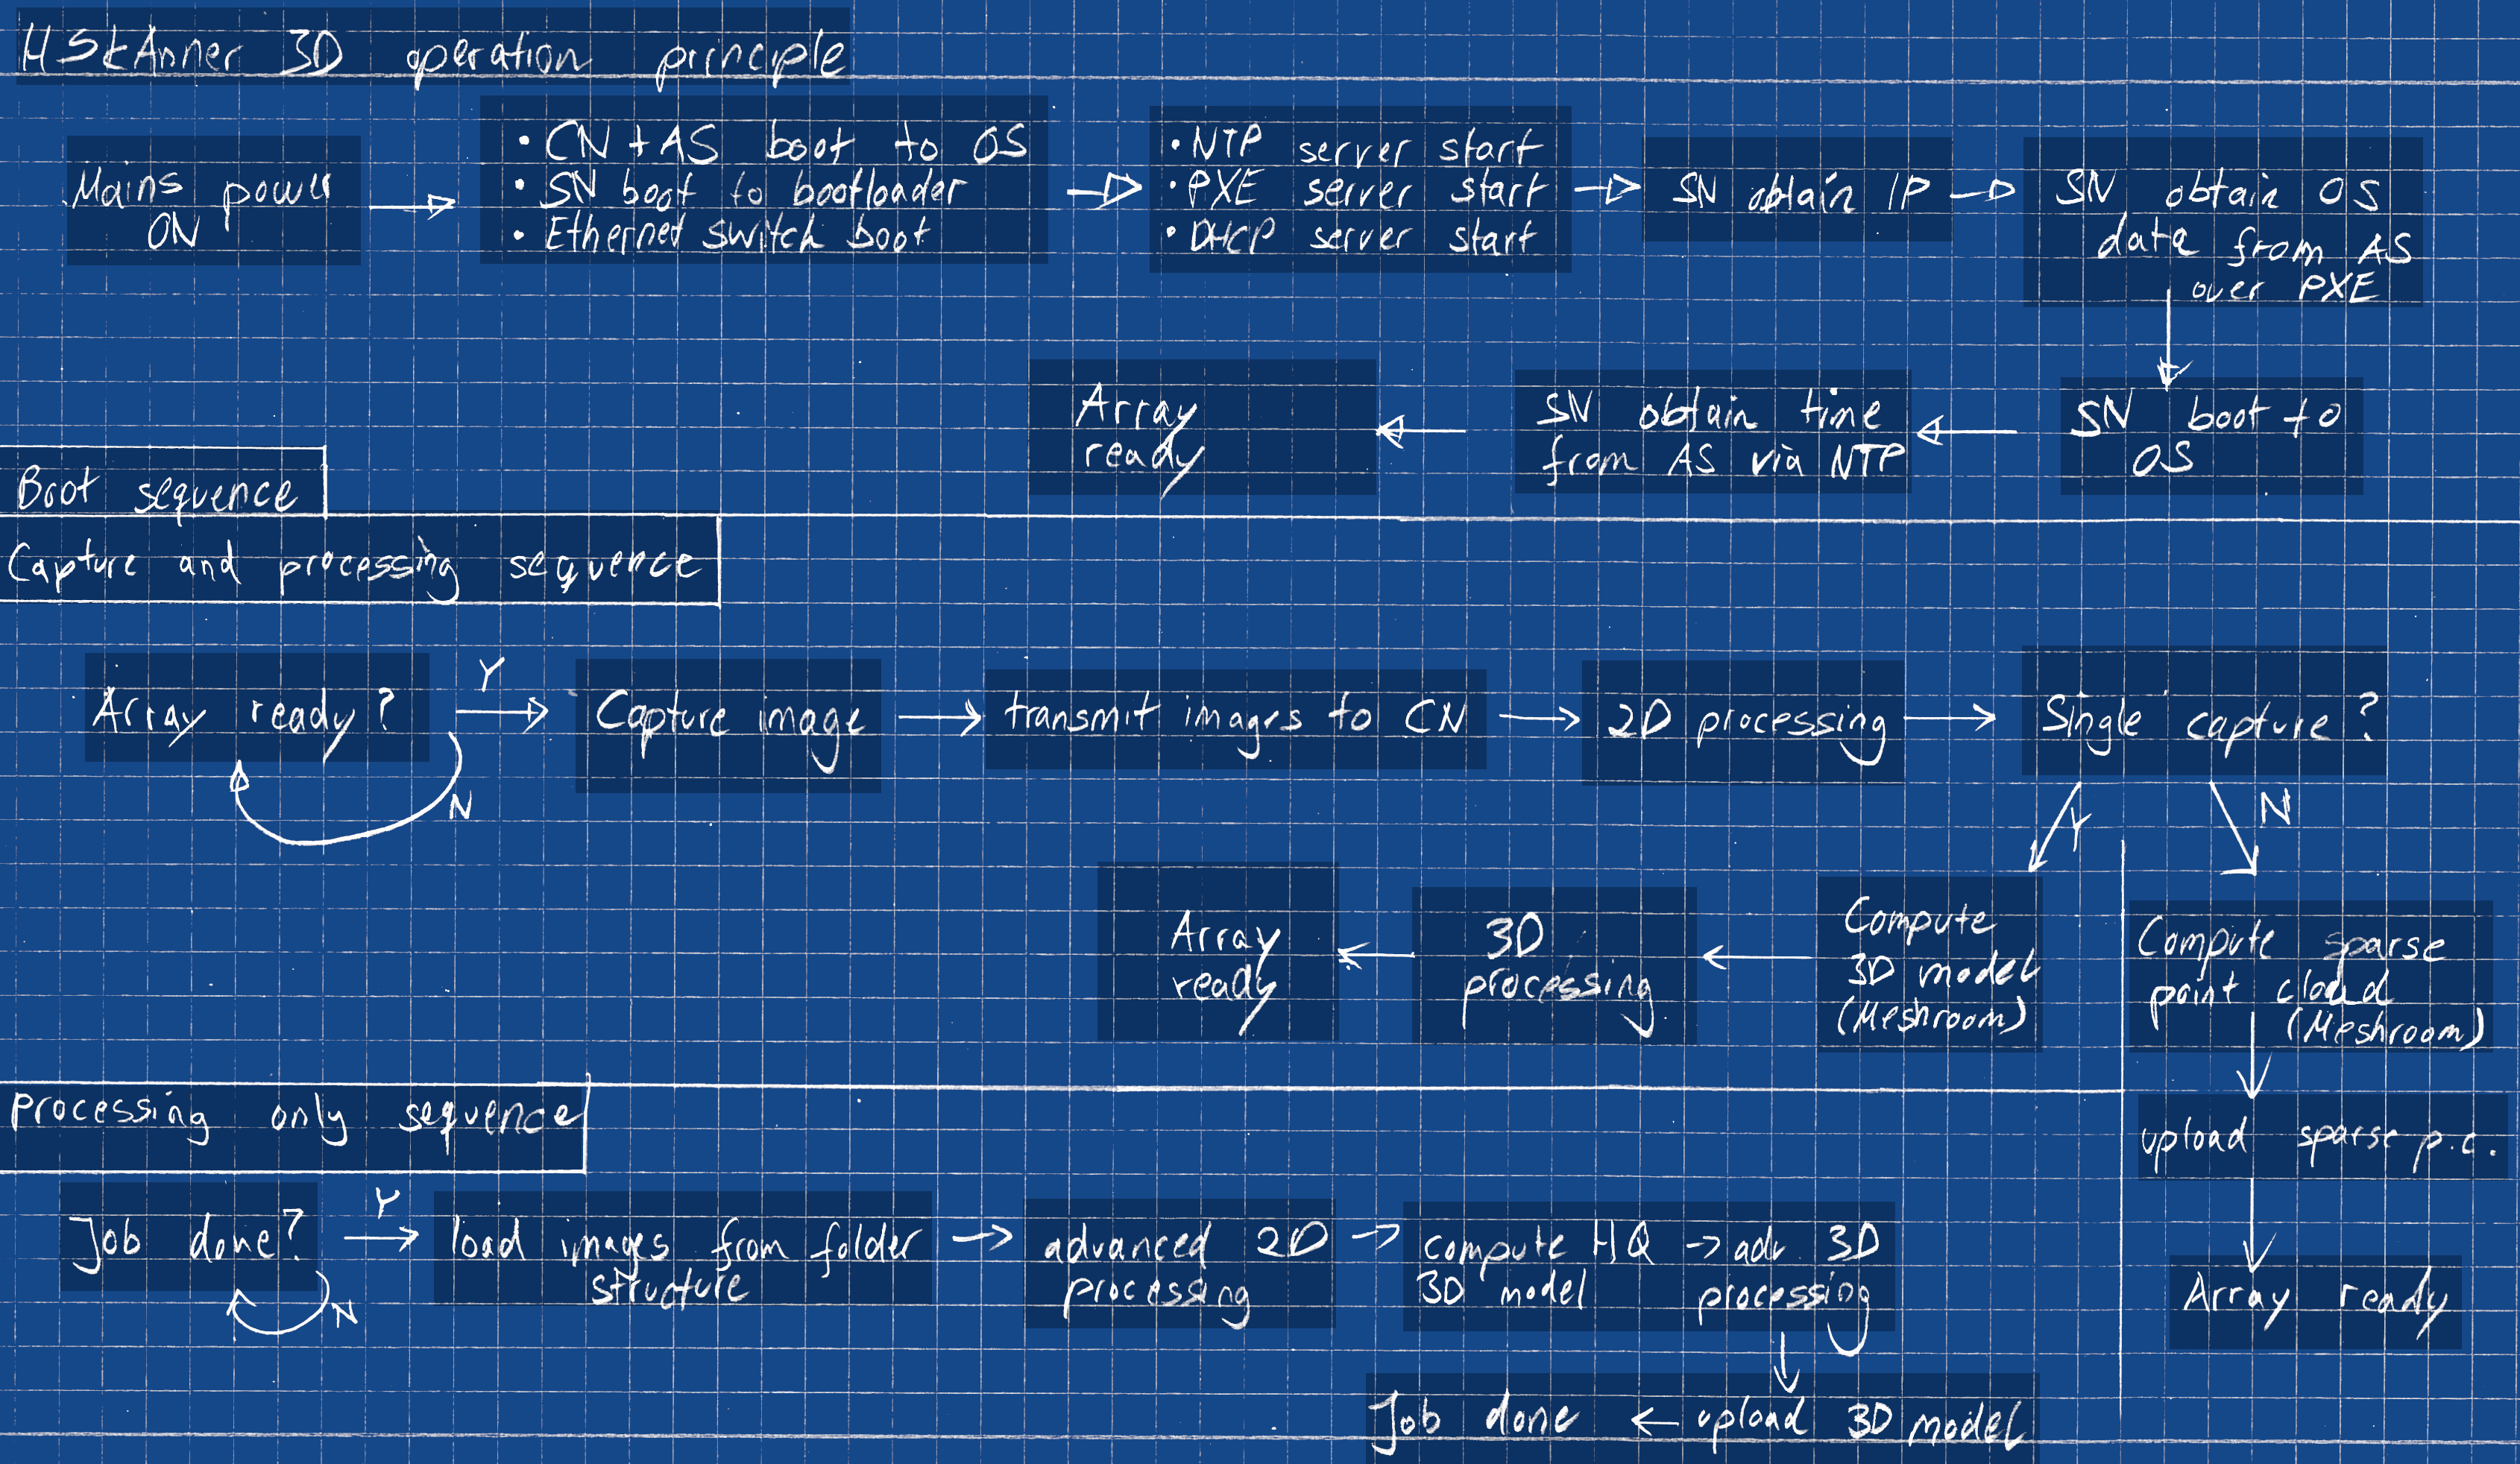 HSkAnner 3D operation principle
Mains power
ON
• CN + AS boot to OS
• SN boot to bootloader
• Ethernet switch boot
• NTP server start
• PXE server start
• DHCP server start
SN obtain IP
SN obtain OS
data from AS
over PXE
SN boot to
OS
SN obtain time
from AS via NTP
Array
ready
Boot sequence
Capture and processing sequence
Array ready?
Y
N
Capture image
transmit images to CN
2D processing
Single capture?
Y
N
Compute
3D model
(Meshroom)
3D
processing
Array
ready
Compute sparse
point cloud
(Meshroom)
upload sparse p.c.
Array ready
processing only sequence
Job done?
Y
N
load images from folder
structure
advanced 2D
processing
compute HQ
3D model
adv. 3D
processing
upload 3D model
Job done